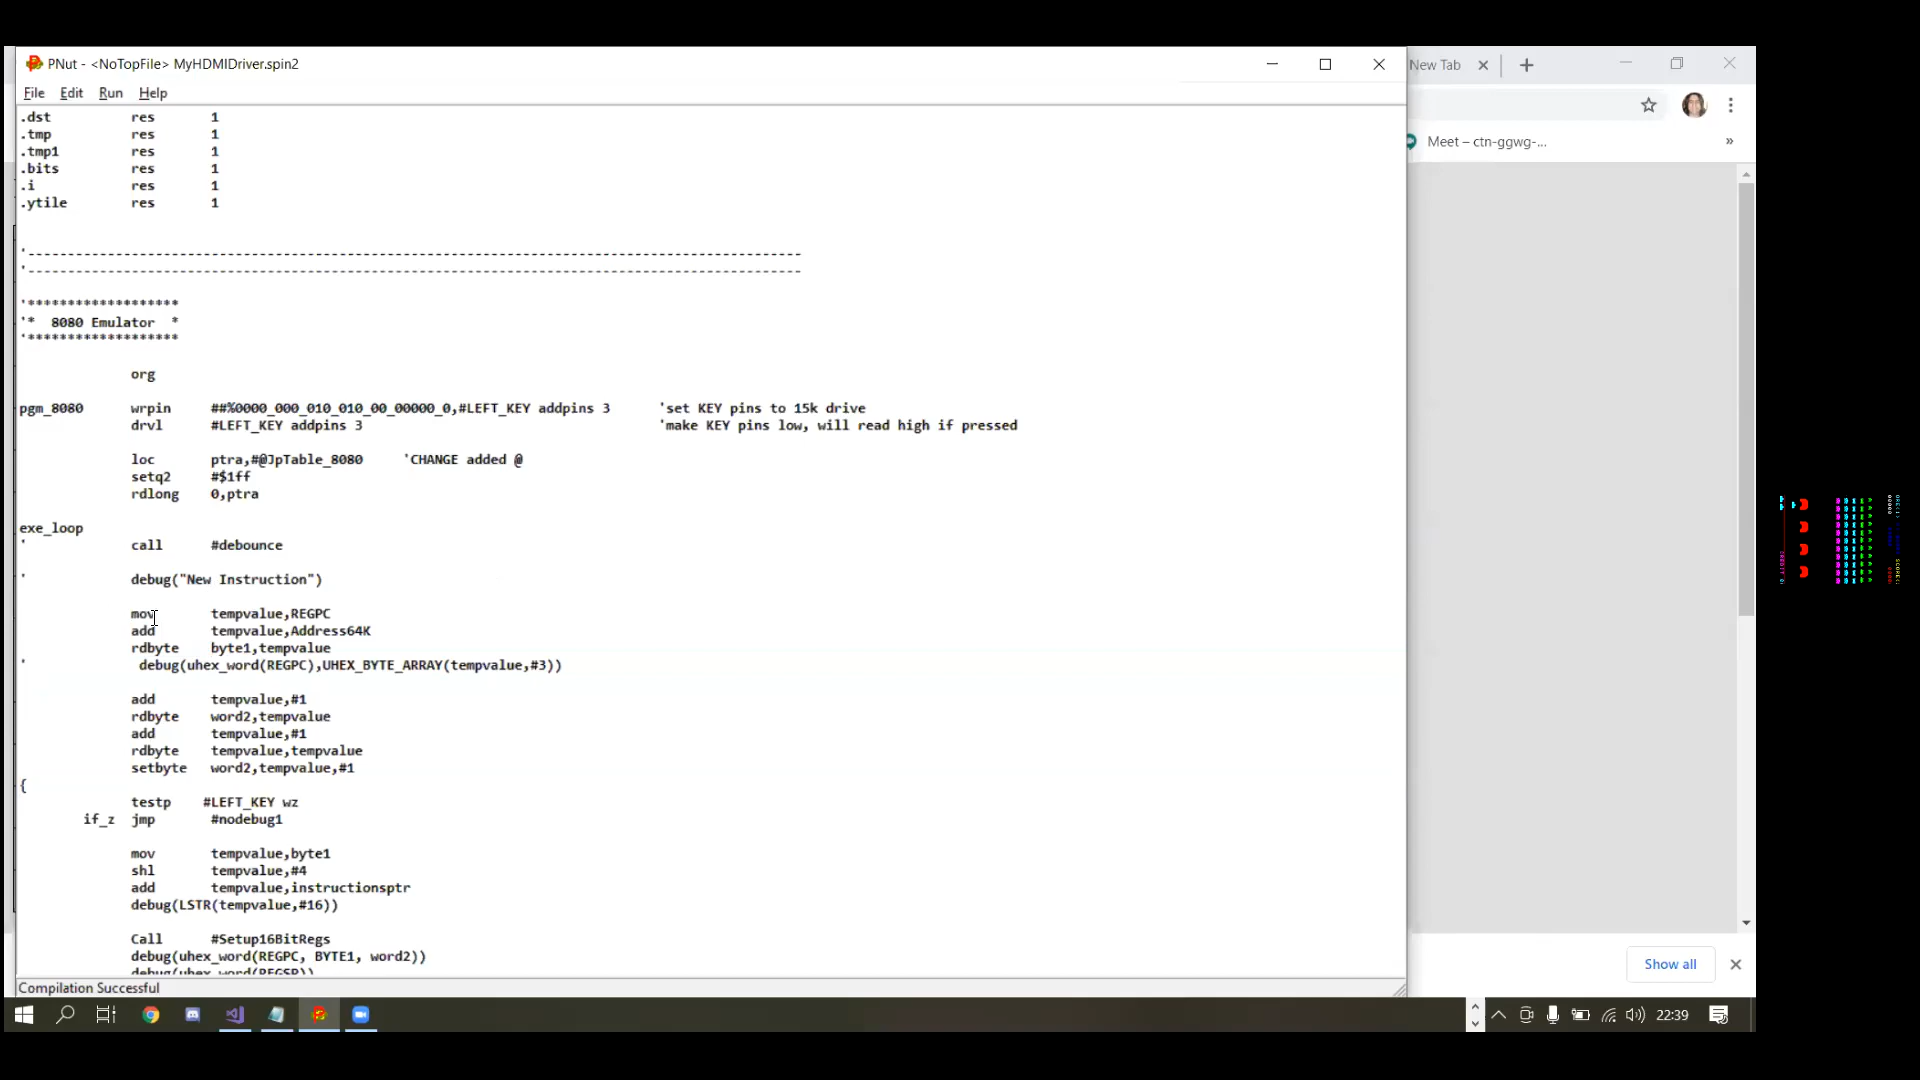 PNut - <NoTopFile> MyHDMIDriver.spin2
New Tab
File Edit Run Help
Meet – ctn-ggwg-...
»
.dst res 1
.tmp res 1
.tmp1 res 1
.bits res 1
.i res 1
.ytile res 1
'-------------------------------------------------------------------------------------------------
'-------------------------------------------------------------------------------------------------
'*******************
'*  8080 Emulator  *
'*******************
org
pgm_8080 wrpin ##%0000_000_010_010_00_00000_0,#LEFT_KEY addpins 3 'set KEY pins to 15k drive
drvl #LEFT_KEY addpins 3 'make KEY pins low, will read high if pressed
loc ptra,#@JpTable_8080 'CHANGE added @
setq2 #$1ff
rdlong 0,ptra
exe_loop
' call #debounce
' debug("New Instruction")
mov tempvalue,REGPC
add tempvalue,Address64K
rdbyte byte1,tempvalue
' debug(uhex_word(REGPC),UHEX_BYTE_ARRAY(tempvalue,#3))
add tempvalue,#1
rdbyte word2,tempvalue
add tempvalue,#1
rdbyte tempvalue,tempvalue
setbyte word2,tempvalue,#1
{
testp #LEFT_KEY wz
if_z jmp #nodebug1
mov tempvalue,byte1
shl tempvalue,#4
add tempvalue,instructionsptr
debug(LSTR(tempvalue,#16))
Call #Setup16BitRegs
debug(uhex_word(REGPC, BYTE1, word2))
debug(uhex_word(REGSP))
Show all
Compilation Successful
22:39